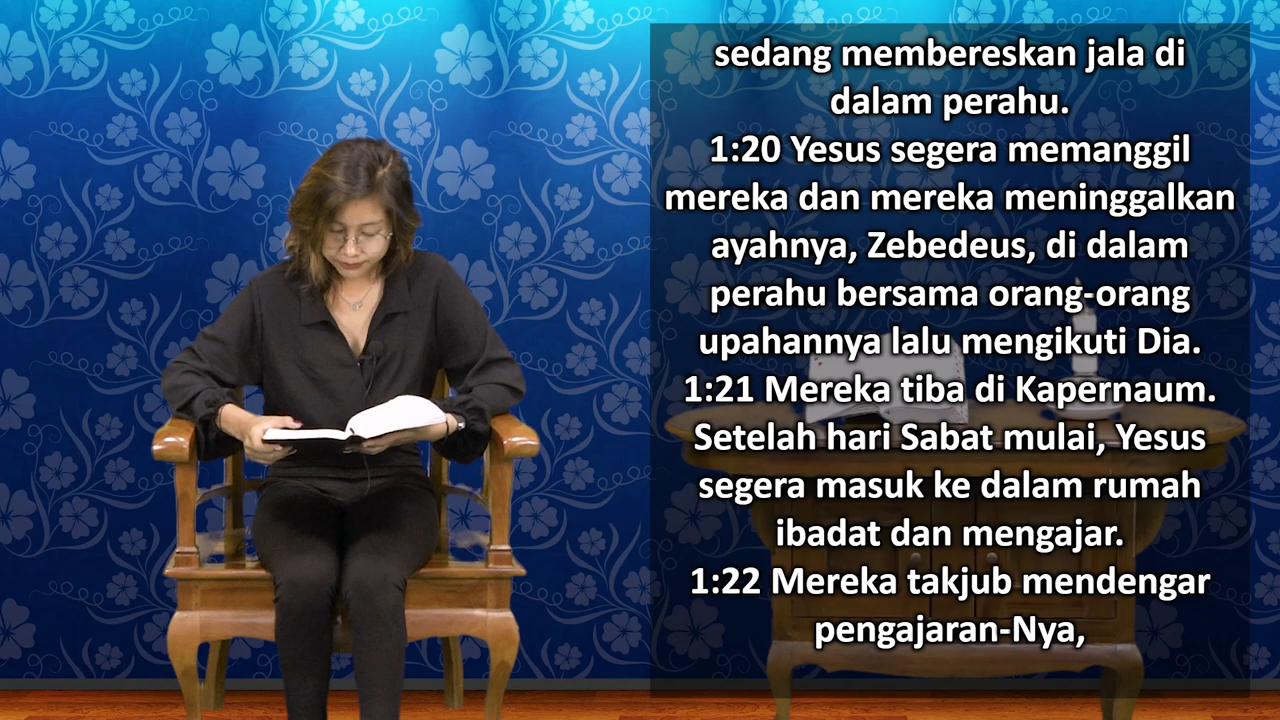 sedang membereskan jala di
dalam perahu.
1:20 Yesus segera memanggil
mereka dan mereka meninggalkan
ayahnya, Zebedeus, di dalam
perahu bersama orang-orang
upahannya lalu mengikuti Dia.
1:21 Mereka tiba di Kapernaum.
Setelah hari Sabat mulai, Yesus
segera masuk ke dalam rumah
ibadat dan mengajar.
1:22 Mereka takjub mendengar
pengajaran-Nya,